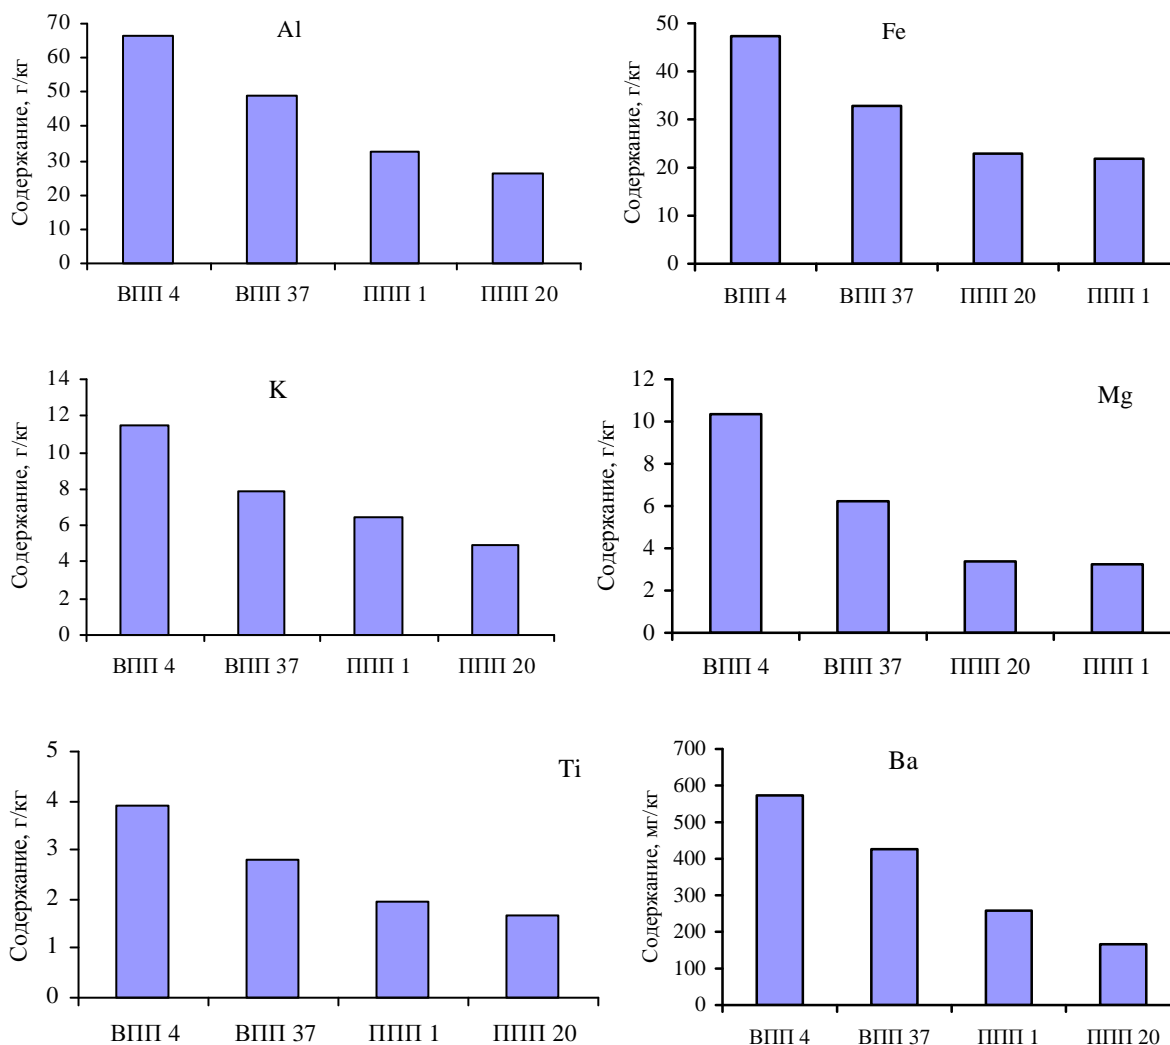 Al
Содержание, г/кг
70
60
50
40
30
20
10
0
ВПП 4 ВПП 37 ППП 1 ППП 20
Fe
Содержание, г/кг
50
40
30
20
10
0
ВПП 4 ВПП 37 ППП 20 ППП 1
K
Содержание, г/кг
14
12
10
8
6
4
2
0
ВПП 4 ВПП 37 ППП 1 ППП 20
Mg
Содержание, г/кг
12
10
8
6
4
2
0
ВПП 4 ВПП 37 ППП 20 ППП 1
Ti
Содержание, г/кг
5
4
3
2
1
0
ВПП 4 ВПП 37 ППП 1 ППП 20
Ba
Содержание, мг/кг
700
600
500
400
300
200
100
0
ВПП 4 ВПП 37 ППП 1 ППП 20